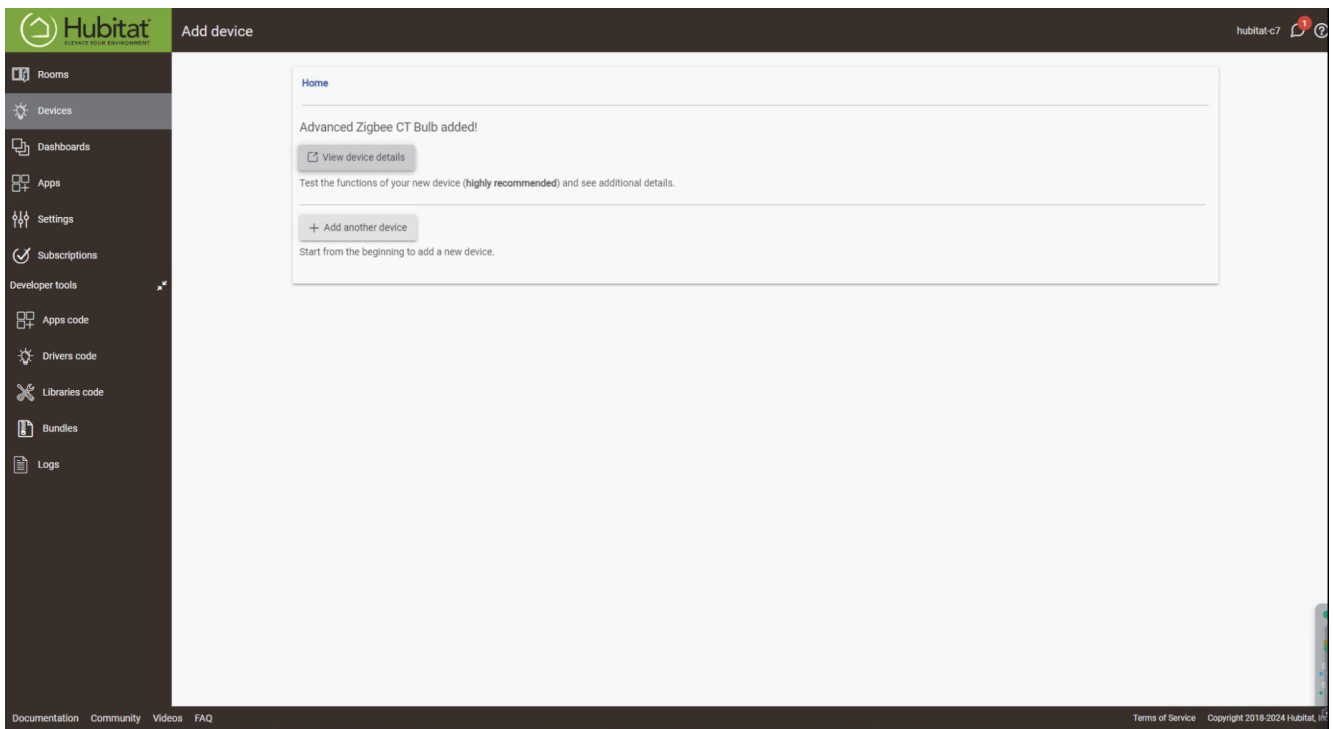 Hubitat
ELEVATE YOUR ENVIRONMENT
Add device
hubitat-c7
1
Rooms
Devices
Dashboards
Apps
Settings
Subscriptions
Developer tools
Apps code
Drivers code
Libraries code
Bundles
Logs
Home
Advanced Zigbee CT Bulb added!
View device details
Test the functions of your new device (highly recommended) and see additional details.
Add another device
Start from the beginning to add a new device.
Documentation Community Videos FAQ
Terms of Service Copyright 2018-2024 Hubitat,